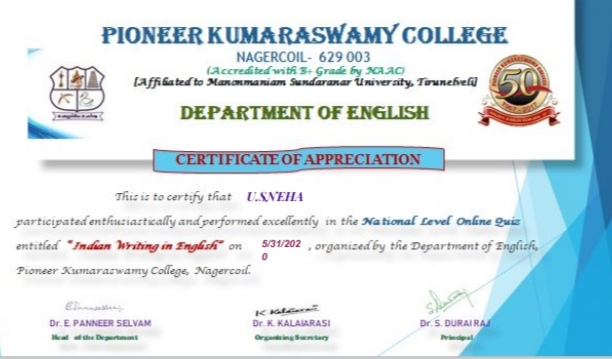 PIONEER KUMARASWAMY COLLEGE
NAGERCOIL- 629 003
(Accredited with B+ Grade by NAAC)
[Affiliated to Manonmaniam Sundaranar University, Tirunelveli]
50
DEPARTMENT OF ENGLISH
CERTIFICATE OF APPRECIATION
This is to certify that U.S,NEHA
participated enthusiastically and performed excellently in the National Level Online Quiz
entitled "Indian Writing in English" on 5/31/202
0 , organized by the Department of English,
Pioneer Kumaraswamy College, Nagercoil.
Dr. E. PANNEER SELVAM Dr. K. KALAIARASI Dr. S. DURAI RAJ
Head of the Department Organizing Secretary Principal